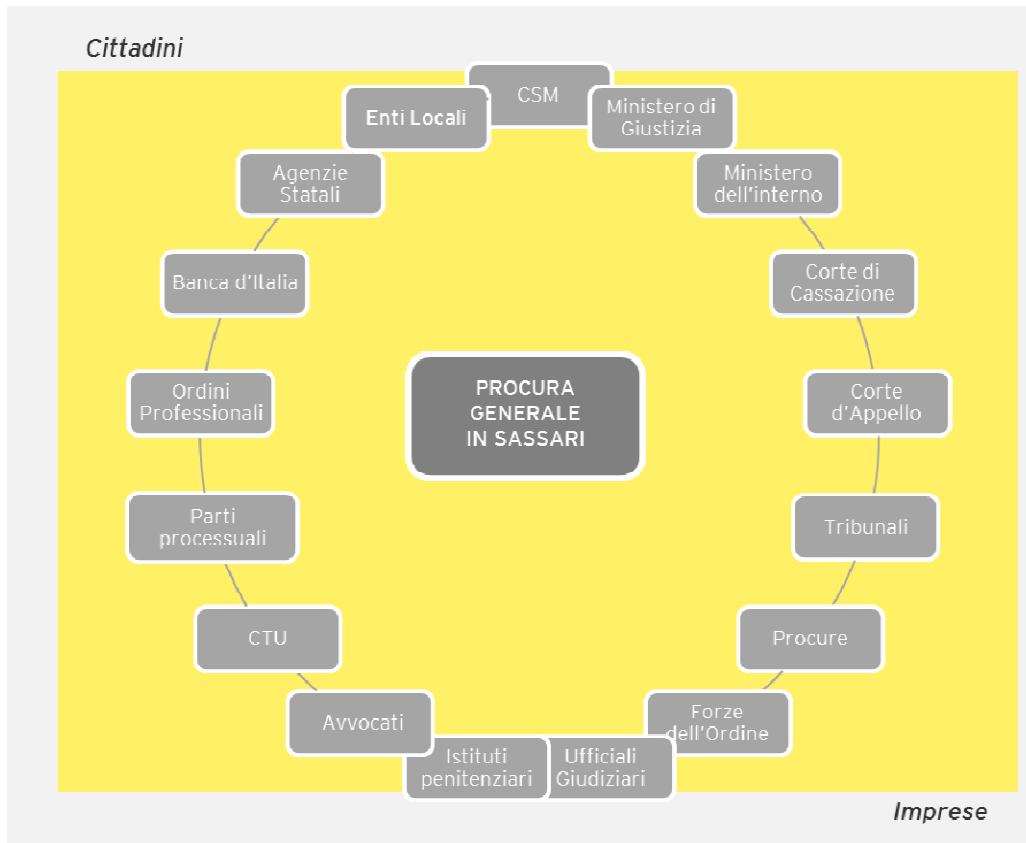 Cittadini
CSM
Enti Locali
Ministero di
Giustizia
Agenzie
Statali
Ministero
dell'interno
Banca d'Italia
Corte di
Cassazione
Ordini
Professionali
PROCURA
GENERALE
IN SASSARI
Corte
d'Appello
Parti
processuali
Tribunali
CTU
Procure
Avvocati
Forze
dell'Ordine
Istituti
penitenziari
Ufficiali
Giudiziari
Imprese